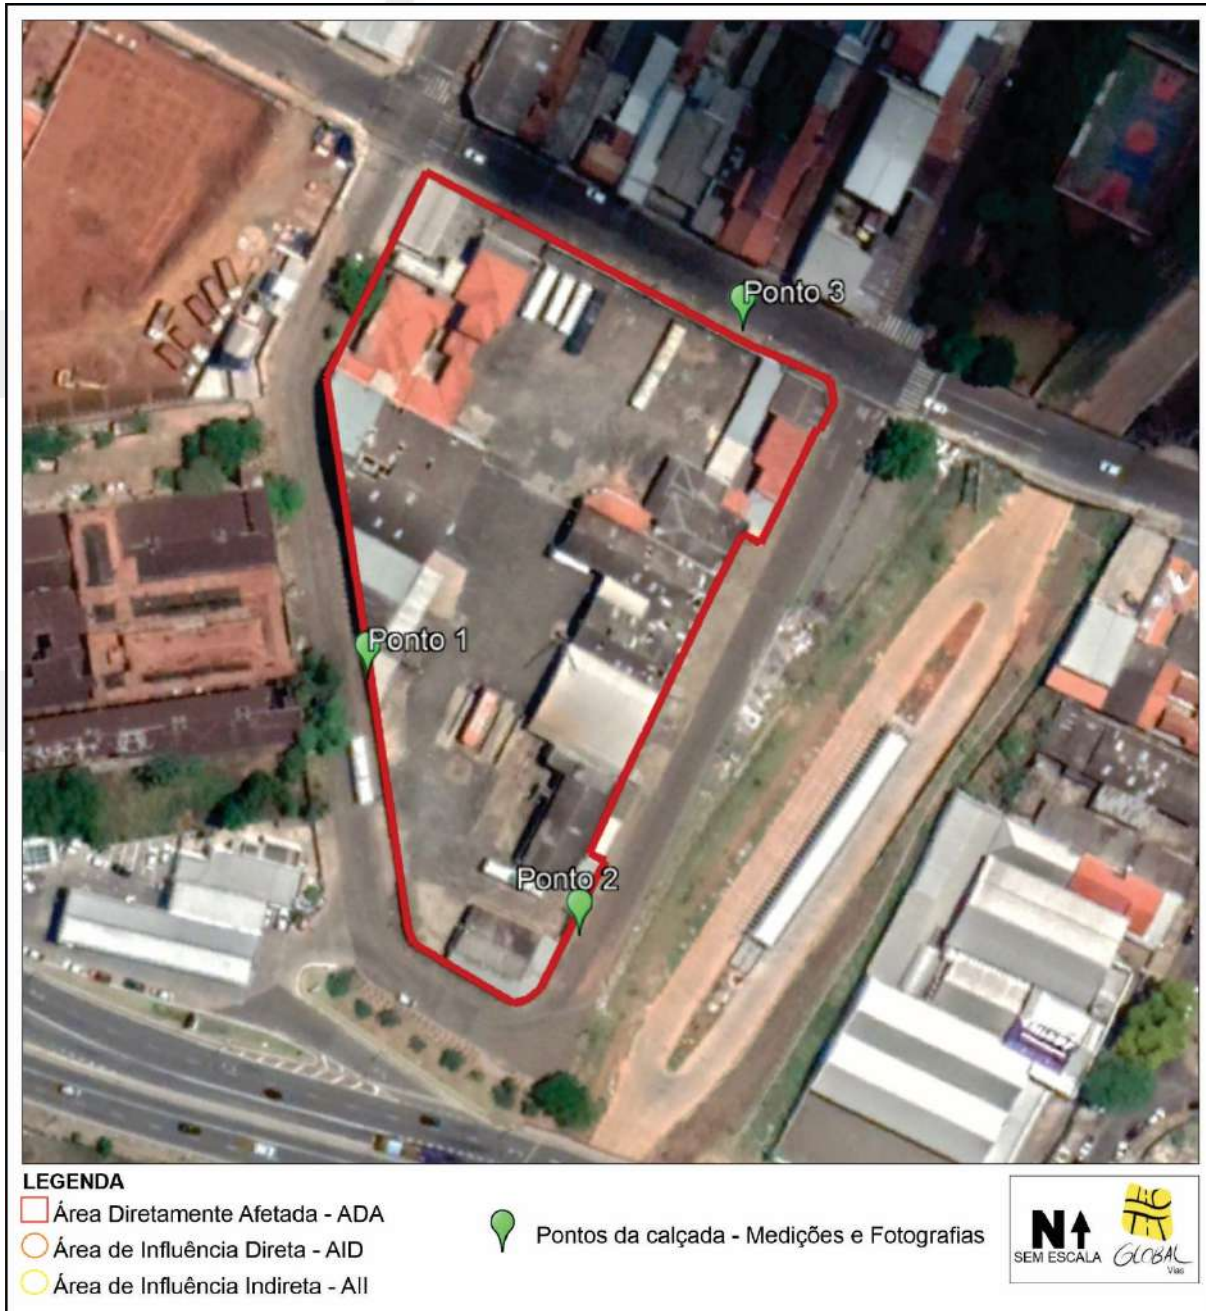 Ponto 3
Ponto 1
Ponto 2
LEGENDA
Área Diretamente Afetada - ADA
Área de Influência Direta - AID
Área de Influência Indireta - AII
Pontos da calçada - Medições e Fotografias
N
SEM ESCALA
GLOBAL
Vias